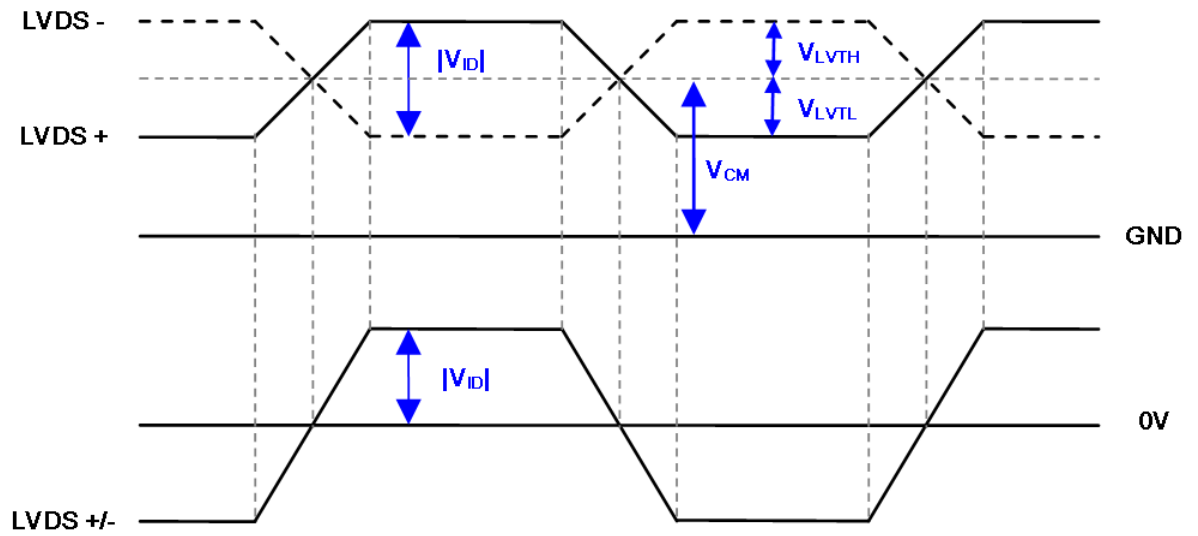 LVDS -
|VID|
VLVTH
LVDS +
VLVTL
VCM
GND
|VID|
0V
LVDS +/-